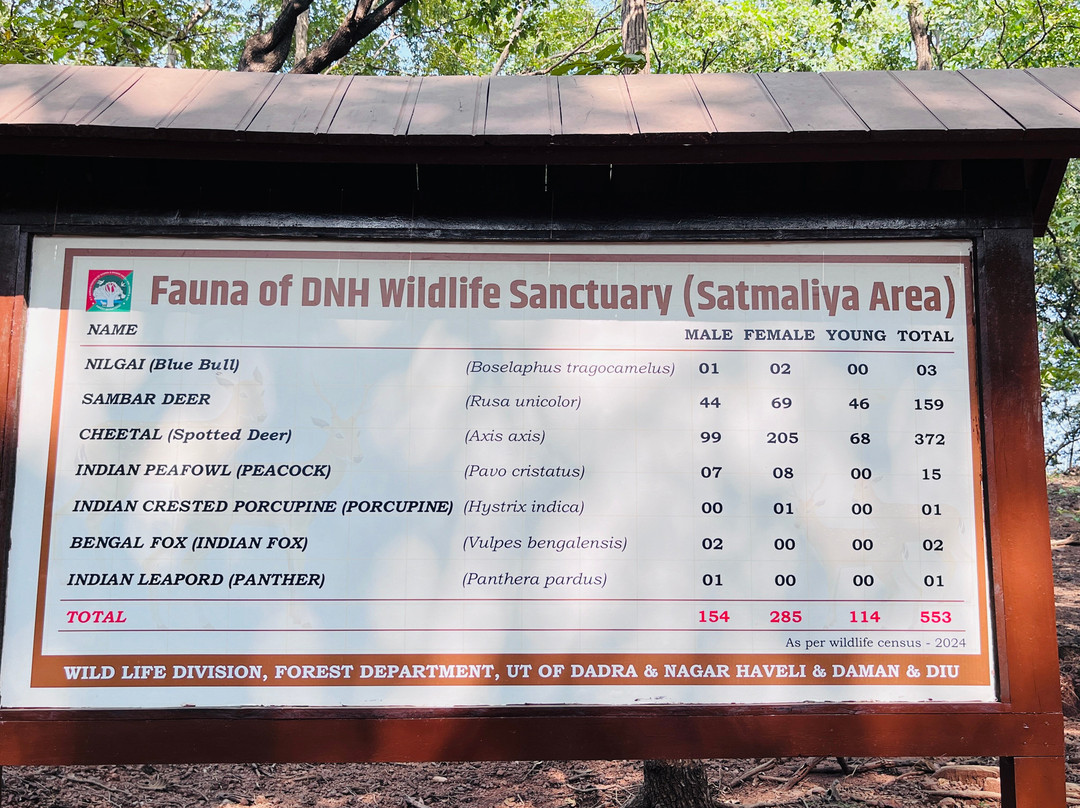 Fauna of DNH Wildlife Sanctuary (Satmaliya Area)
NAME MALE FEMALE YOUNG TOTAL
NILGAI (Blue Bull) (Boselaphus tragocamelus) 01 02 00 03
SAMBAR DEER (Rusa unicolor) 44 69 46 159
CHEETAL (Spotted Deer) (Axis axis) 99 205 68 372
INDIAN PEAFOWL (PEACOCK) (Pavo cristatus) 07 08 00 15
INDIAN CRESTED PORCUPINE (PORCUPINE) (Hystrix indica) 00 01 00 01
BENGAL FOX (INDIAN FOX) (Vulpes bengalensis) 02 00 00 02
INDIAN LEAPORD (PANTHER) (Panthera pardus) 01 00 00 01
TOTAL 154 285 114 553
As per wildlife census - 2024
WILD LIFE DIVISION, FOREST DEPARTMENT, UT OF DADRA & NAGAR HAVELI & DAMAN & DIU